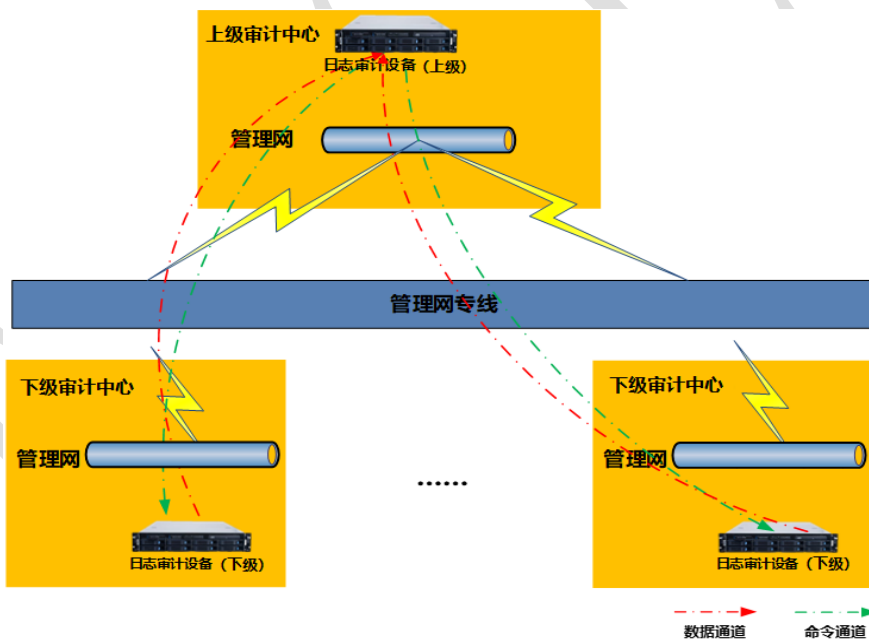 上级审计中心
日志审计设备（上级）
管理网
管理网专线
下级审计中心
下级审计中心
管理网
管理网
……
日志审计设备（下级）
日志审计设备（下级）
数据通道
命令通道